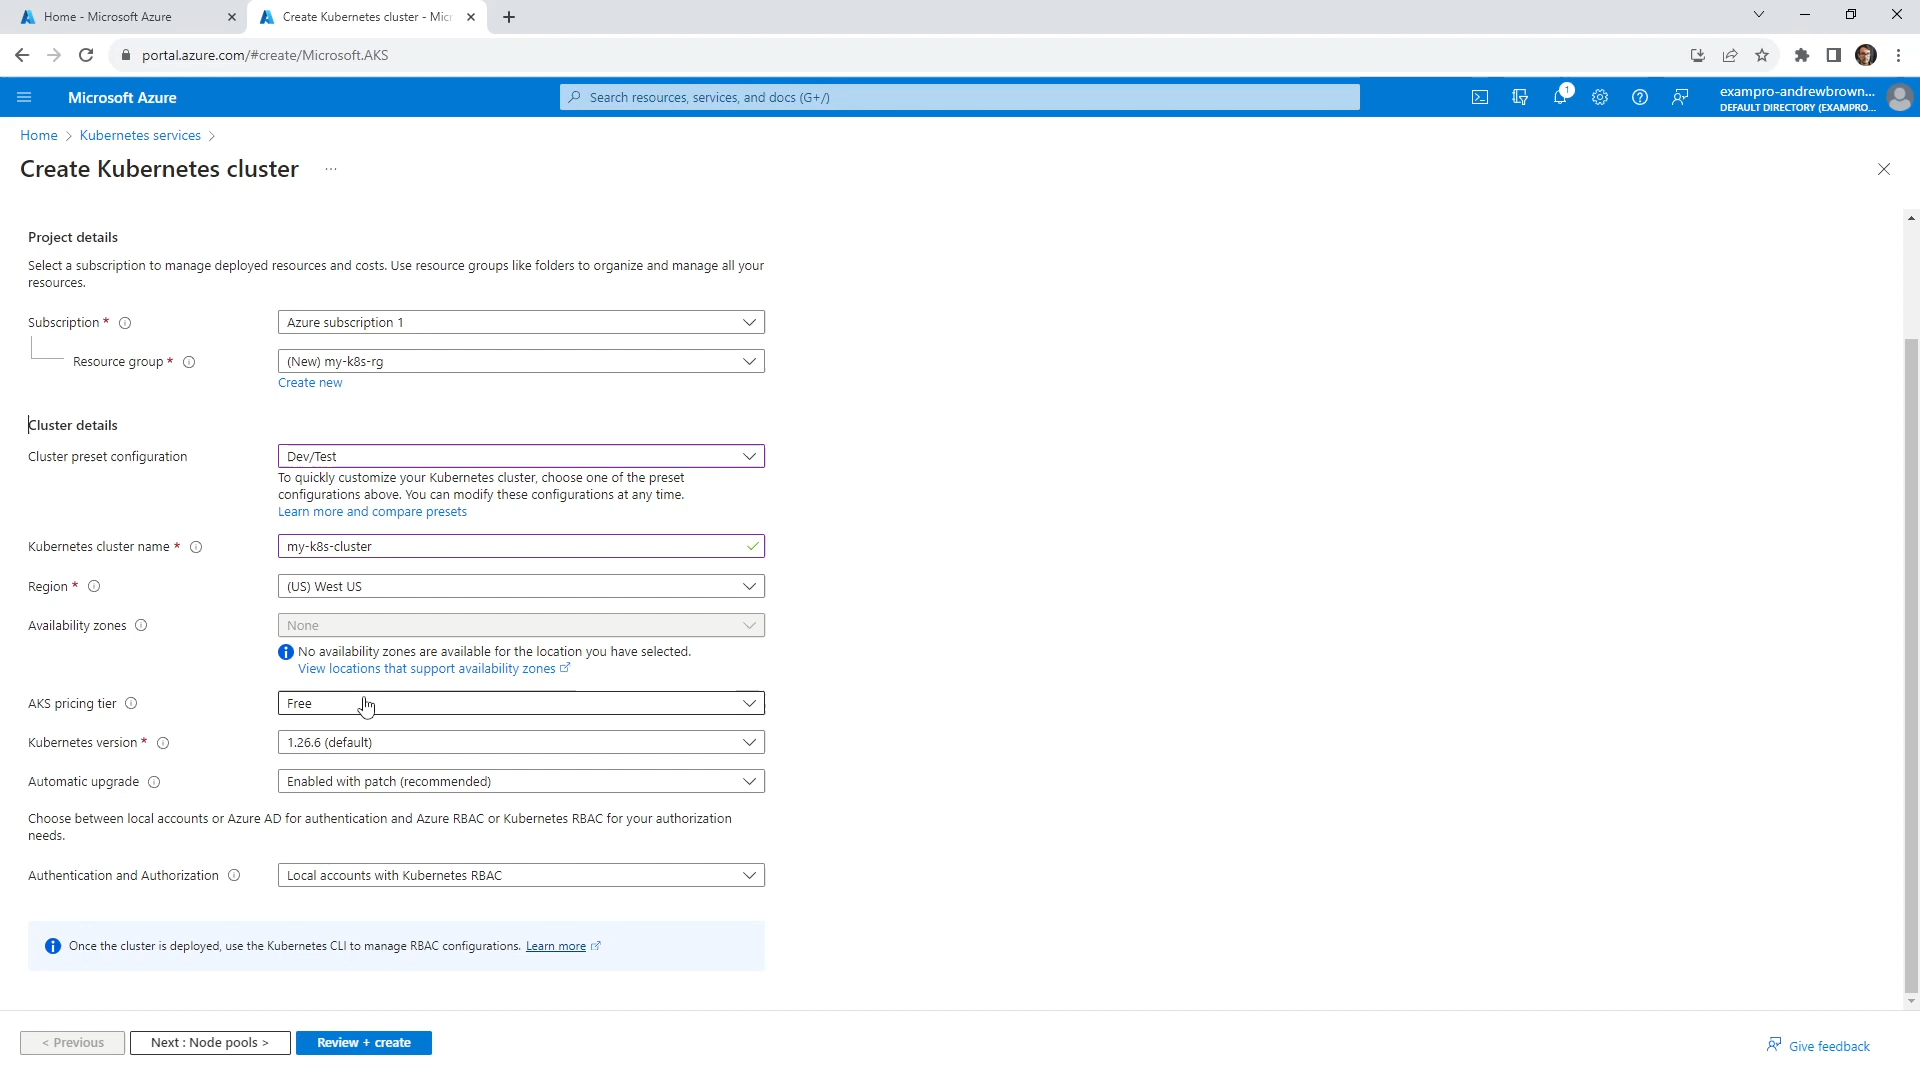 Home - Microsoft Azure
Create Kubernetes cluster - Micr
portal.azure.com/#create/Microsoft.AKS
Microsoft Azure
Search resources, services, and docs (G+/)
1
exampro-andrewbrown...
DEFAULT DIRECTORY (EXAMPRO...
Home > Kubernetes services >
Create Kubernetes cluster ...
Project details
Select a subscription to manage deployed resources and costs. Use resource groups like folders to organize and manage all your
resources.
Subscription *
Azure subscription 1
Resource group *
(New) my-k8s-rg
Create new
Cluster details
Cluster preset configuration
Dev/Test
To quickly customize your Kubernetes cluster, choose one of the preset
configurations above. You can modify these configurations at any time.
Learn more and compare presets
Kubernetes cluster name *
my-k8s-cluster
Region *
(US) West US
Availability zones
None
No availability zones are available for the location you have selected.
View locations that support availability zones
AKS pricing tier
Free
Kubernetes version *
1.26.6 (default)
Automatic upgrade
Enabled with patch (recommended)
Choose between local accounts or Azure AD for authentication and Azure RBAC or Kubernetes RBAC for your authorization
needs.
Authentication and Authorization
Local accounts with Kubernetes RBAC
Once the cluster is deployed, use the Kubernetes CLI to manage RBAC configurations. Learn more
< Previous
Next : Node pools >
Review + create
Give feedback